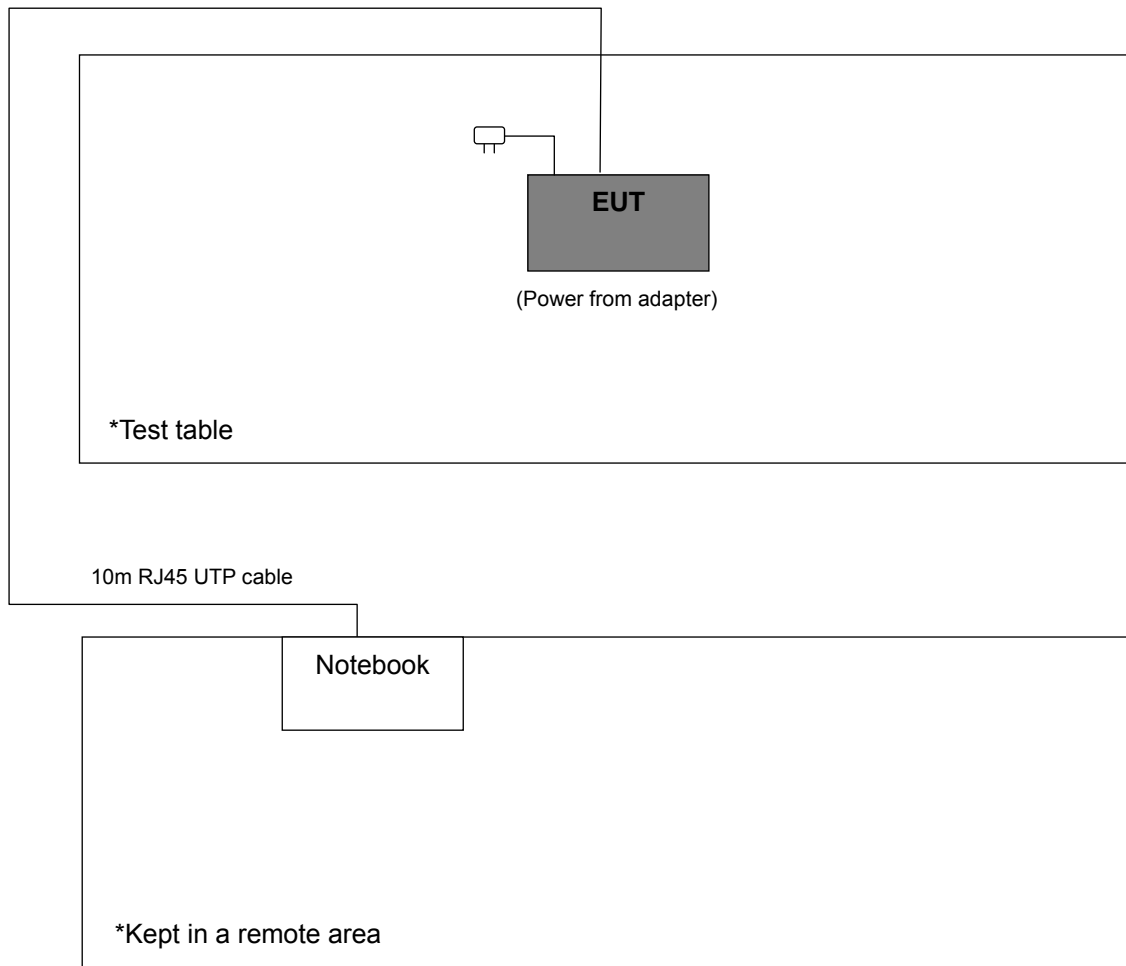 EUT
(Power from adapter)
*Test table
10m RJ45 UTP cable
Notebook
*Kept in a remote area